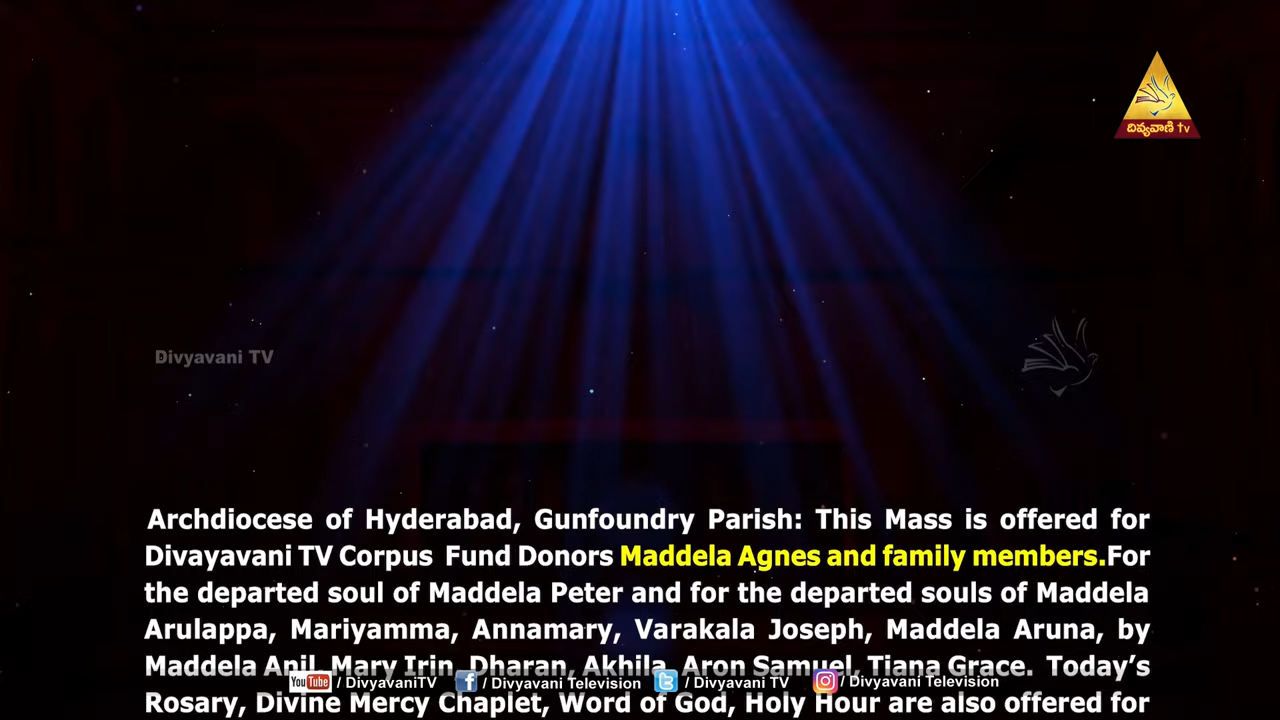 దివ్యవాణి tv
Divyavani TV
Archdiocese of Hyderabad, Gunfoundry Parish: This Mass is offered for
Divayavani TV Corpus Fund Donors Maddela Agnes and family members.For
the departed soul of Maddela Peter and for the departed souls of Maddela
Arulappa, Mariyamma, Annamary, Varakala Joseph, Maddela Aruna, by
Maddela Anil, Mary Irin, Dharan, Akhila, Aron Samuel, Tiana Grace. Today’s
YouTube / DivyavaniTV f / Divyavani Television / Divyavani TV / Divyavani Television
Rosary, Divine Mercy Chaplet, Word of God, Holy Hour are also offered for